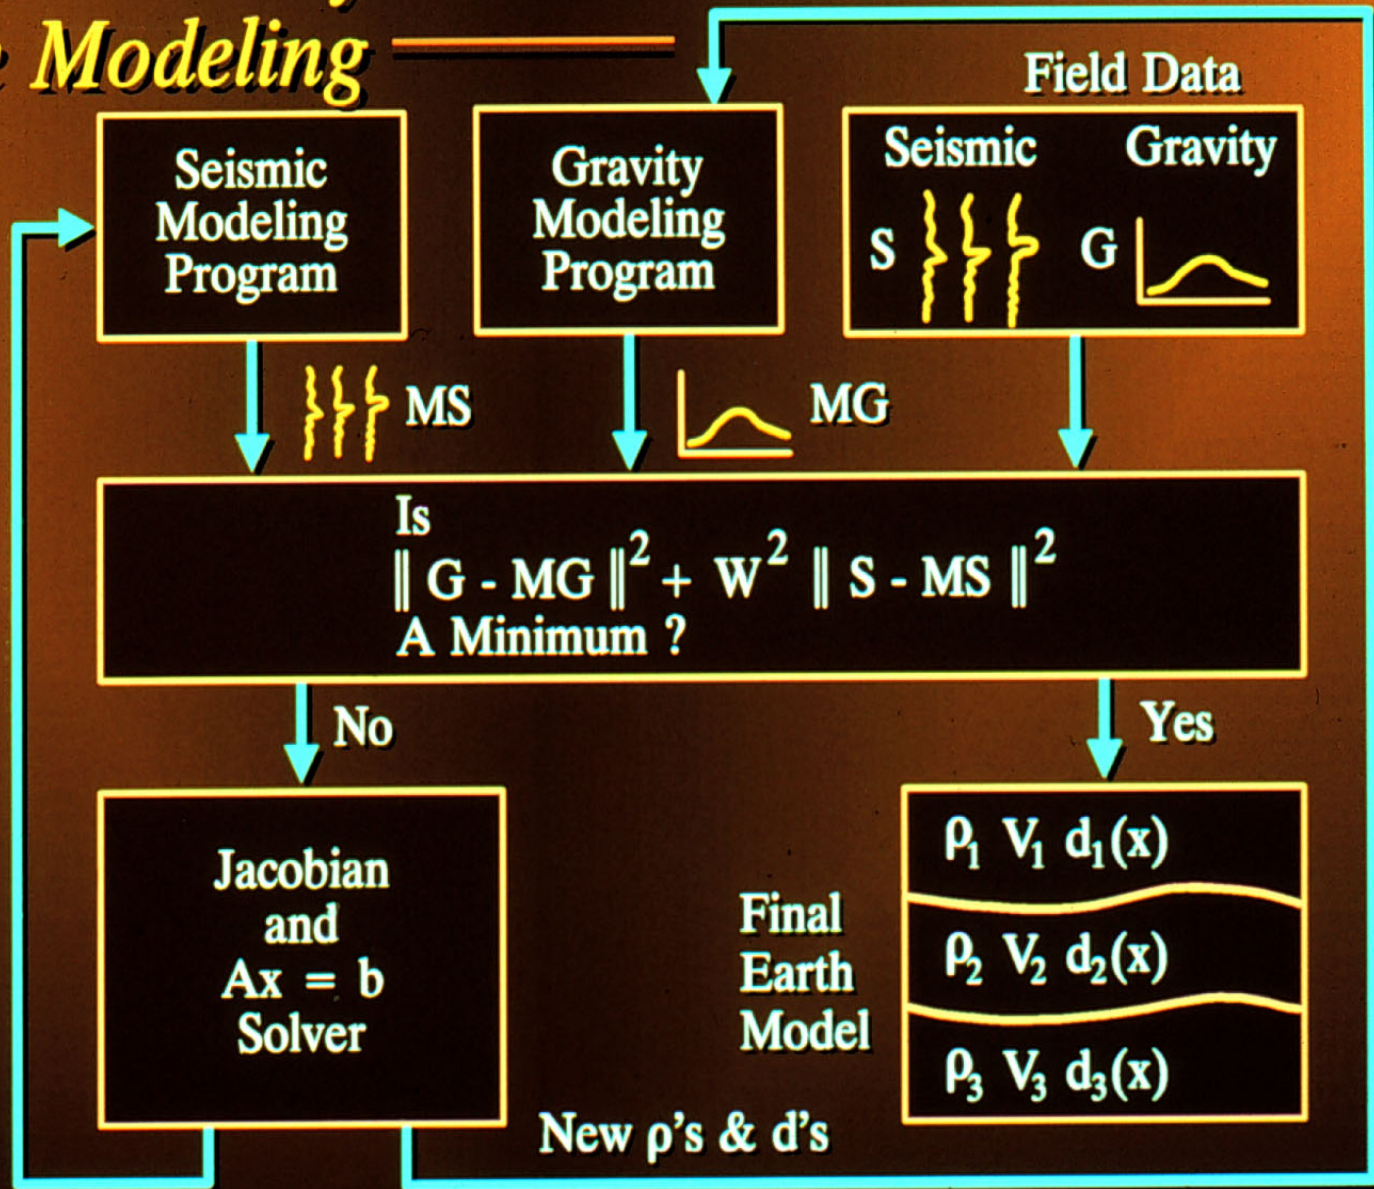 Modeling
Field Data
Seismic
Modeling
Program
Gravity
Modeling
Program
Seismic Gravity
S G
MS
MG
Is
‖ G - MG ‖² + W² ‖ S - MS ‖²
A Minimum ?
No
Yes
Jacobian
and
Ax = b
Solver
Final
Earth
Model
ρ₁ V₁ d₁(x)
ρ₂ V₂ d₂(x)
ρ₃ V₃ d₃(x)
New ρ's & d's